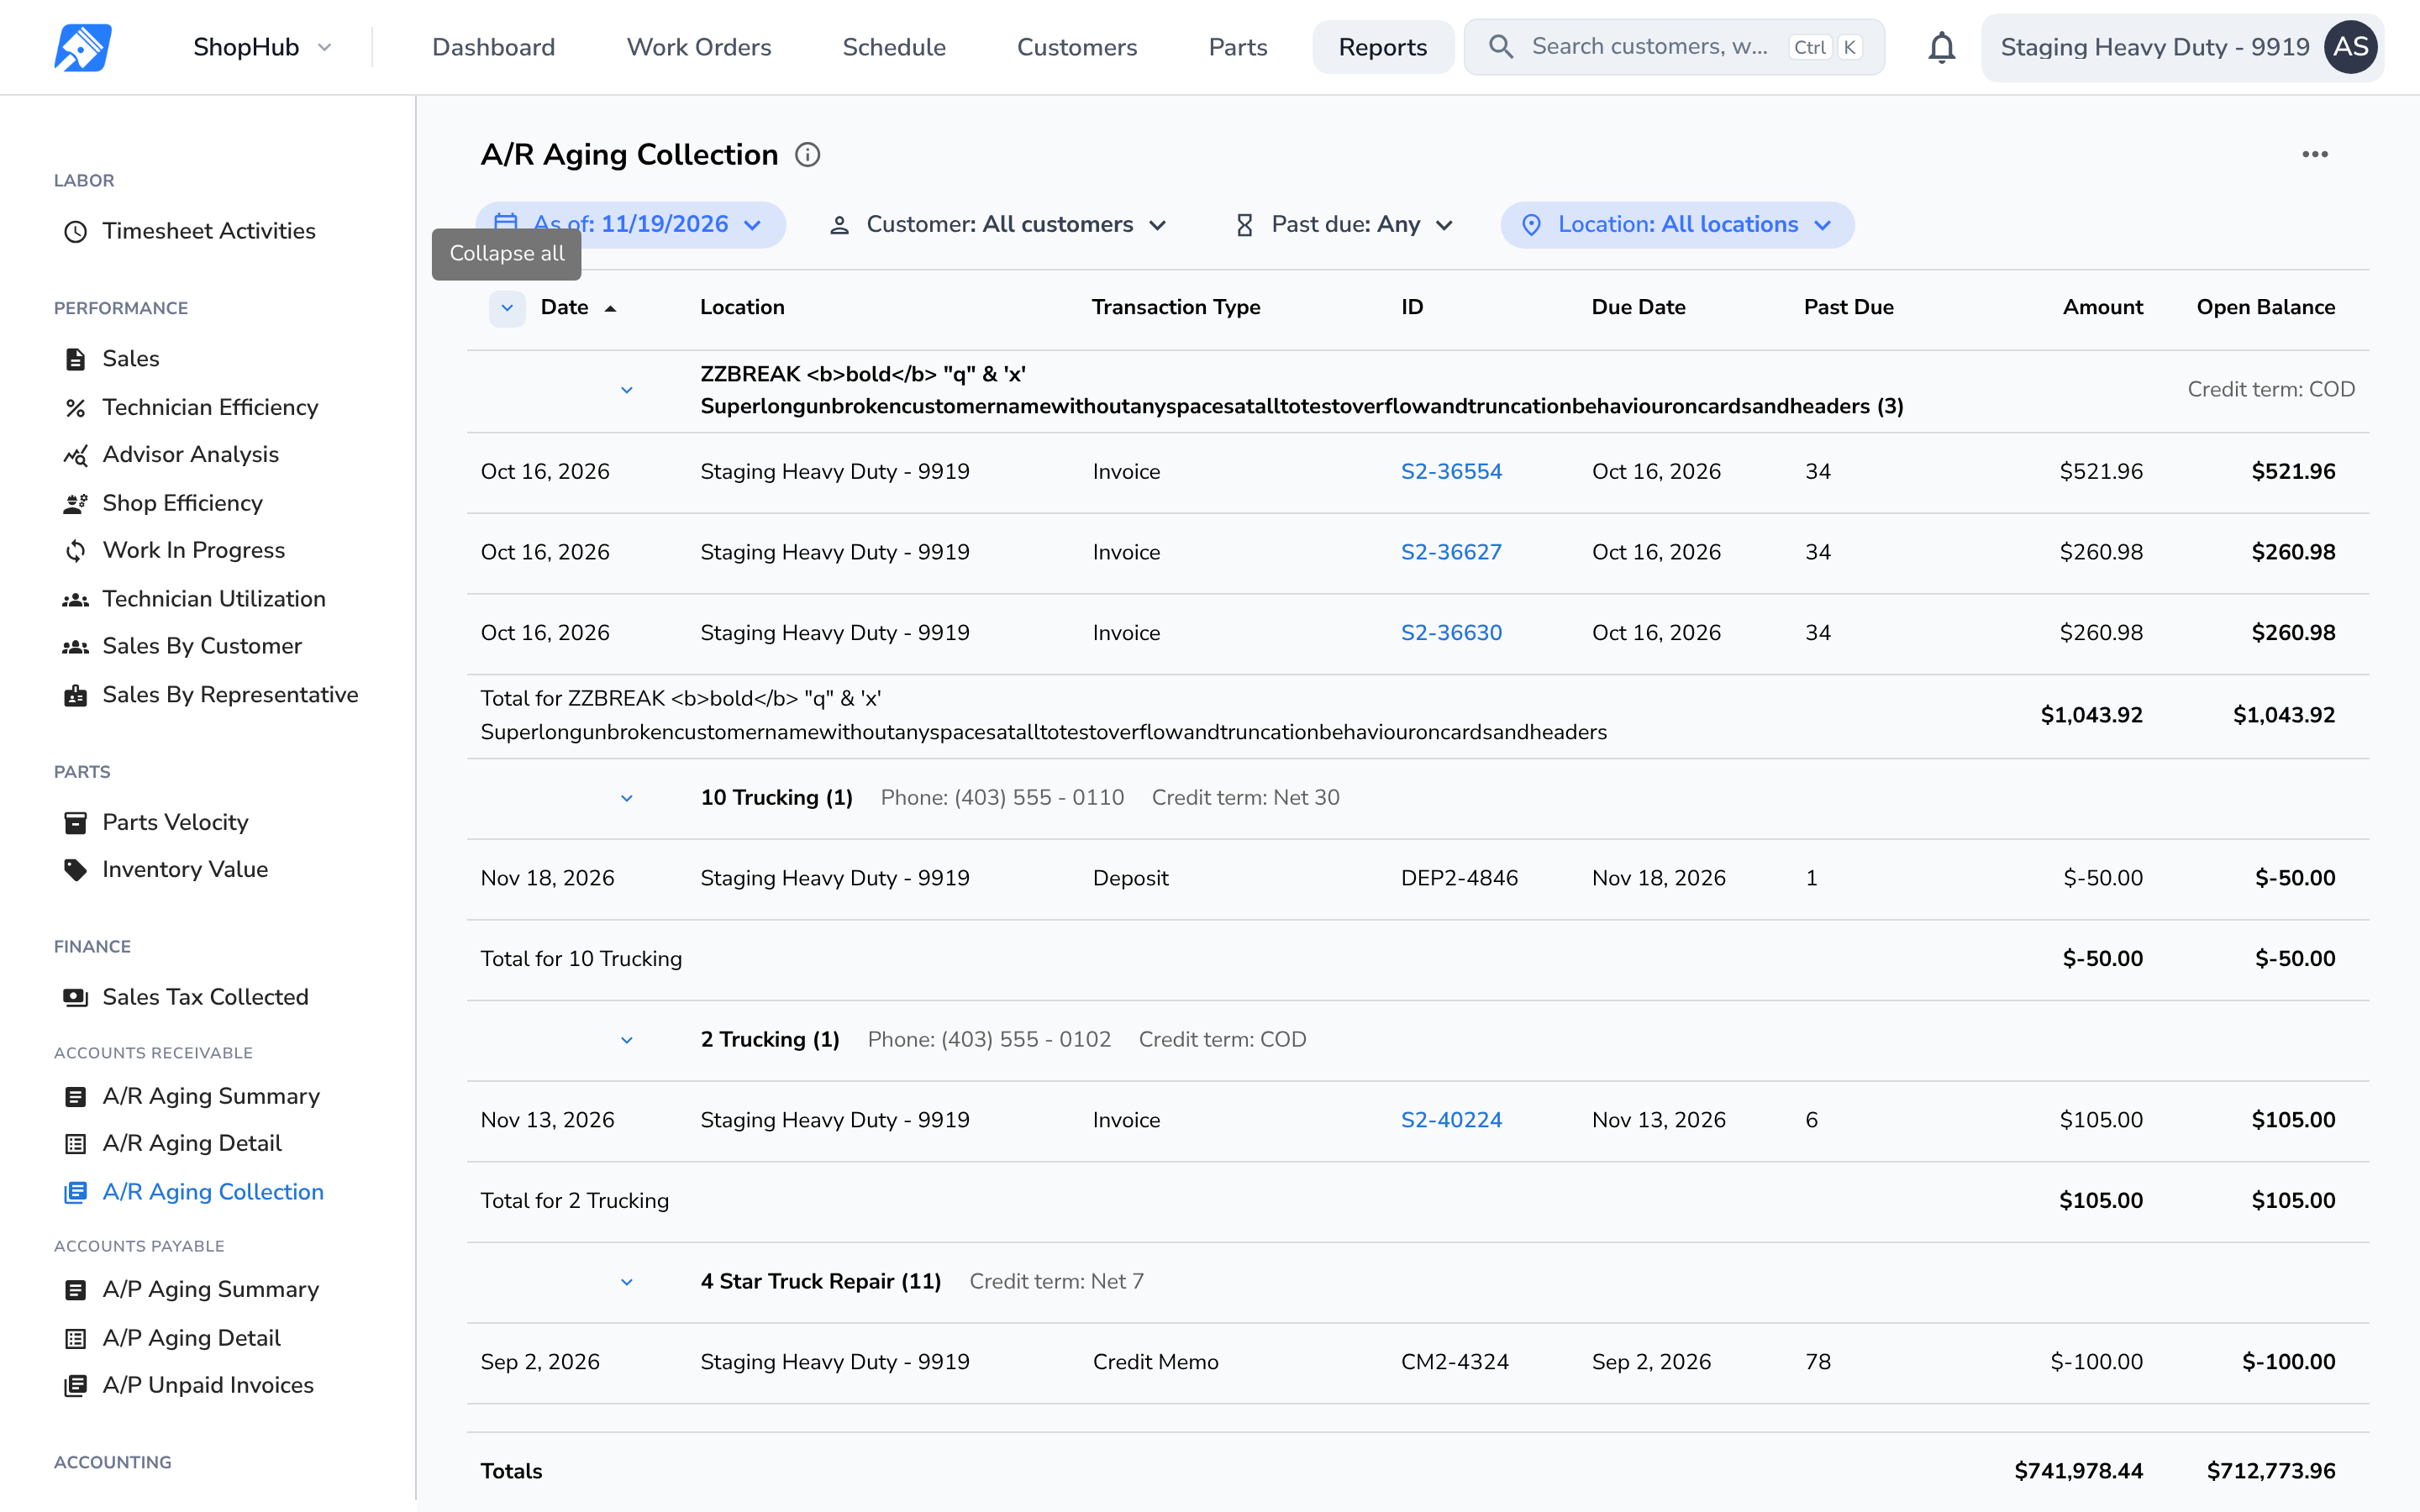 ShopHub
Dashboard
Work Orders
Schedule
Customers
Parts
Reports
Search customers, w...
Ctrl K
Staging Heavy Duty - 9919
AS
LABOR
Timesheet Activities
PERFORMANCE
Sales
Technician Efficiency
Advisor Analysis
Shop Efficiency
Work In Progress
Technician Utilization
Sales By Customer
Sales By Representative
PARTS
Parts Velocity
Inventory Value
FINANCE
Sales Tax Collected
ACCOUNTS RECEIVABLE
A/R Aging Summary
A/R Aging Detail
A/R Aging Collection
ACCOUNTS PAYABLE
A/P Aging Summary
A/P Aging Detail
A/P Unpaid Invoices
ACCOUNTING
A/R Aging Collection
As of: 11/19/2026
Customer: All customers
Past due: Any
Location: All locations
Collapse all
Date Location Transaction Type ID Due Date Past Due Amount Open Balance
ZZBREAK <b>bold</b> "q" & 'x'
Superlongunbrokencustomernamewithoutanyspacesatalltotestoverflowandtruncationbehaviouroncardsandheaders (3)
Credit term: COD
Oct 16, 2026 Staging Heavy Duty - 9919 Invoice S2-36554 Oct 16, 2026 34 $521.96 $521.96
Oct 16, 2026 Staging Heavy Duty - 9919 Invoice S2-36627 Oct 16, 2026 34 $260.98 $260.98
Oct 16, 2026 Staging Heavy Duty - 9919 Invoice S2-36630 Oct 16, 2026 34 $260.98 $260.98
Total for ZZBREAK <b>bold</b> "q" & 'x'
Superlongunbrokencustomernamewithoutanyspacesatalltotestoverflowandtruncationbehaviouroncardsandheaders
$1,043.92 $1,043.92
10 Trucking (1) Phone: (403) 555 - 0110 Credit term: Net 30
Nov 18, 2026 Staging Heavy Duty - 9919 Deposit DEP2-4846 Nov 18, 2026 1 $-50.00 $-50.00
Total for 10 Trucking $-50.00 $-50.00
2 Trucking (1) Phone: (403) 555 - 0102 Credit term: COD
Nov 13, 2026 Staging Heavy Duty - 9919 Invoice S2-40224 Nov 13, 2026 6 $105.00 $105.00
Total for 2 Trucking $105.00 $105.00
4 Star Truck Repair (11) Credit term: Net 7
Sep 2, 2026 Staging Heavy Duty - 9919 Credit Memo CM2-4324 Sep 2, 2026 78 $-100.00 $-100.00
Totals $741,978.44 $712,773.96